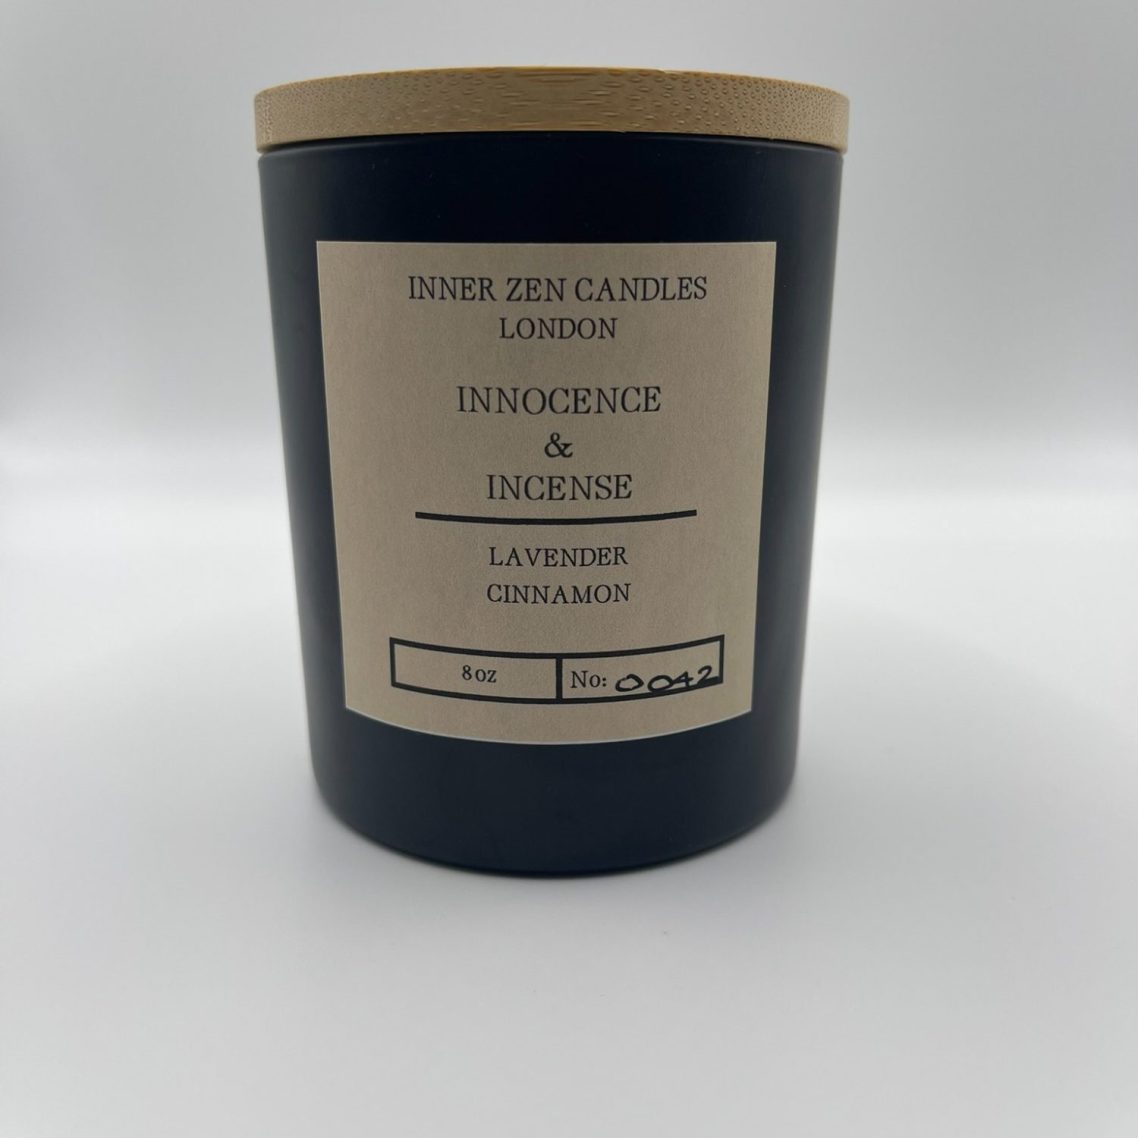 INNER ZEN CANDLES
LONDON
INNOCENCE
&
INCENSE
LAVENDER
CINNAMON
8oz No: 0042